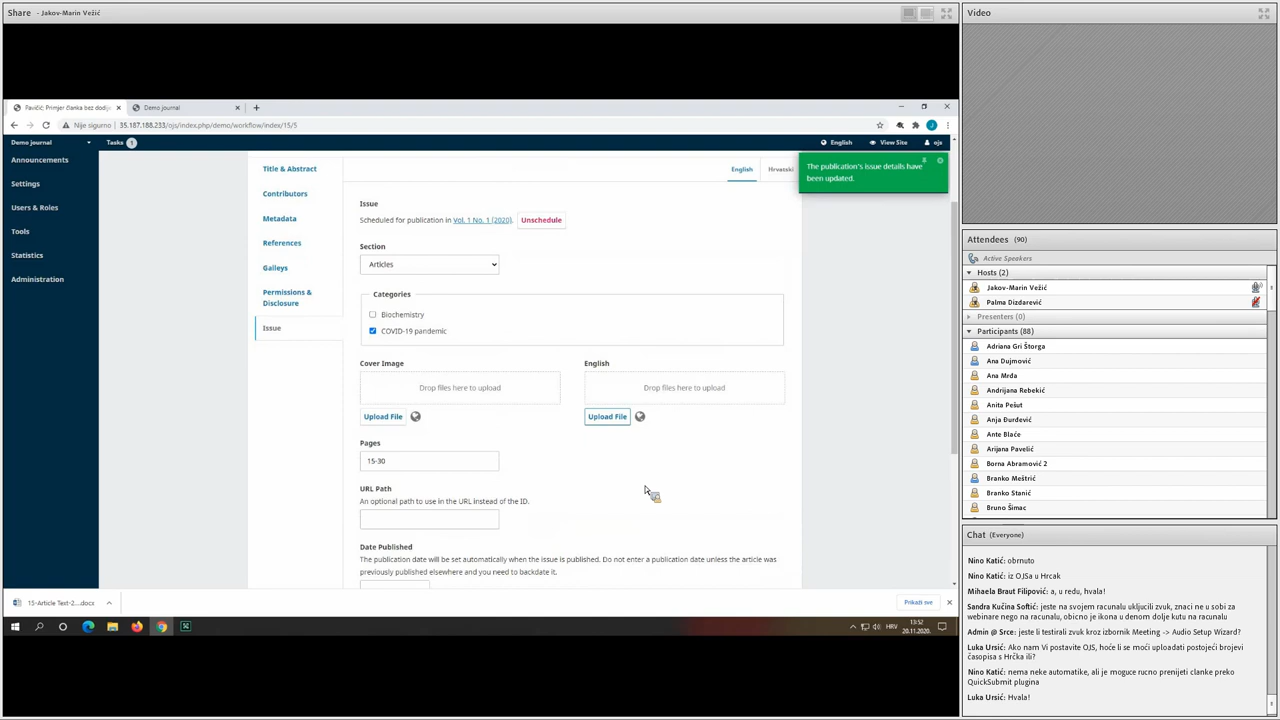 Share - Jakov-Marin Vežić
Video
Pavičić: Primjer članka bez dodije
Demo journal
Nije sigurno
35.187.188.233/ojs/index.php/demo/workflow/index/15/5
Demo journal
Tasks 1
English
View Site
ojs
Announcements
Settings
Users & Roles
Tools
Statistics
Administration
Title & Abstract
Contributors
Metadata
References
Galleys
Permissions &
Disclosure
Issue
English
Hrvatski
The publication's issue details have
been updated.
Issue
Scheduled for publication in Vol. 1 No. 1 (2020). Unschedule
Section
Articles
Categories
Biochemistry
COVID-19 pandemic
Cover Image
English
Drop files here to upload
Drop files here to upload
Upload File
Upload File
Pages
15-30
URL Path
An optional path to use in the URL instead of the ID.
Date Published
The publication date will be set automatically when the issue is published. Do not enter a publication date unless the article was
previously published elsewhere and you need to backdate it.
15-Article Text-2....docx
Prikaži sve
HRV
13:52
20.11.2020.
Attendees (90)
Active Speakers
Hosts (2)
Jakov-Marin Vežić
Palma Dizdarević
Presenters (0)
Participants (88)
Adriana Gri Štorga
Ana Dujmović
Ana Mrđa
Andrijana Rebekić
Anita Pešut
Anja Đurđević
Ante Blaće
Arijana Pavelić
Borna Abramović 2
Branko Meštrić
Branko Stanić
Bruno Šimac
Chat (Everyone)
Nino Katić: obrnuto
Nino Katić: iz OJSa u Hrcak
Mihaela Braut Filipović: a, u redu, hvala!
Sandra Kučina Softić: jeste na svojem racunalu ukljucili zvuk, znaci ne u sobi za
webinare nego na racunalu, obicno je ikona u denom dolje kutu na racunalu
Admin @ Srce: jeste li testirali zvuk kroz izbornik Meeting -> Audio Setup Wizard?
Luka Ursić: Ako nam Vi postavite OJS, hoće li se moći uploadati postojeći brojevi
časopisa s Hrčka ili?
Nino Katić: nema neke automatike, ali je moguce rucno prenijeti clanke preko
QuickSubmit plugina
Luka Ursić: Hvala!